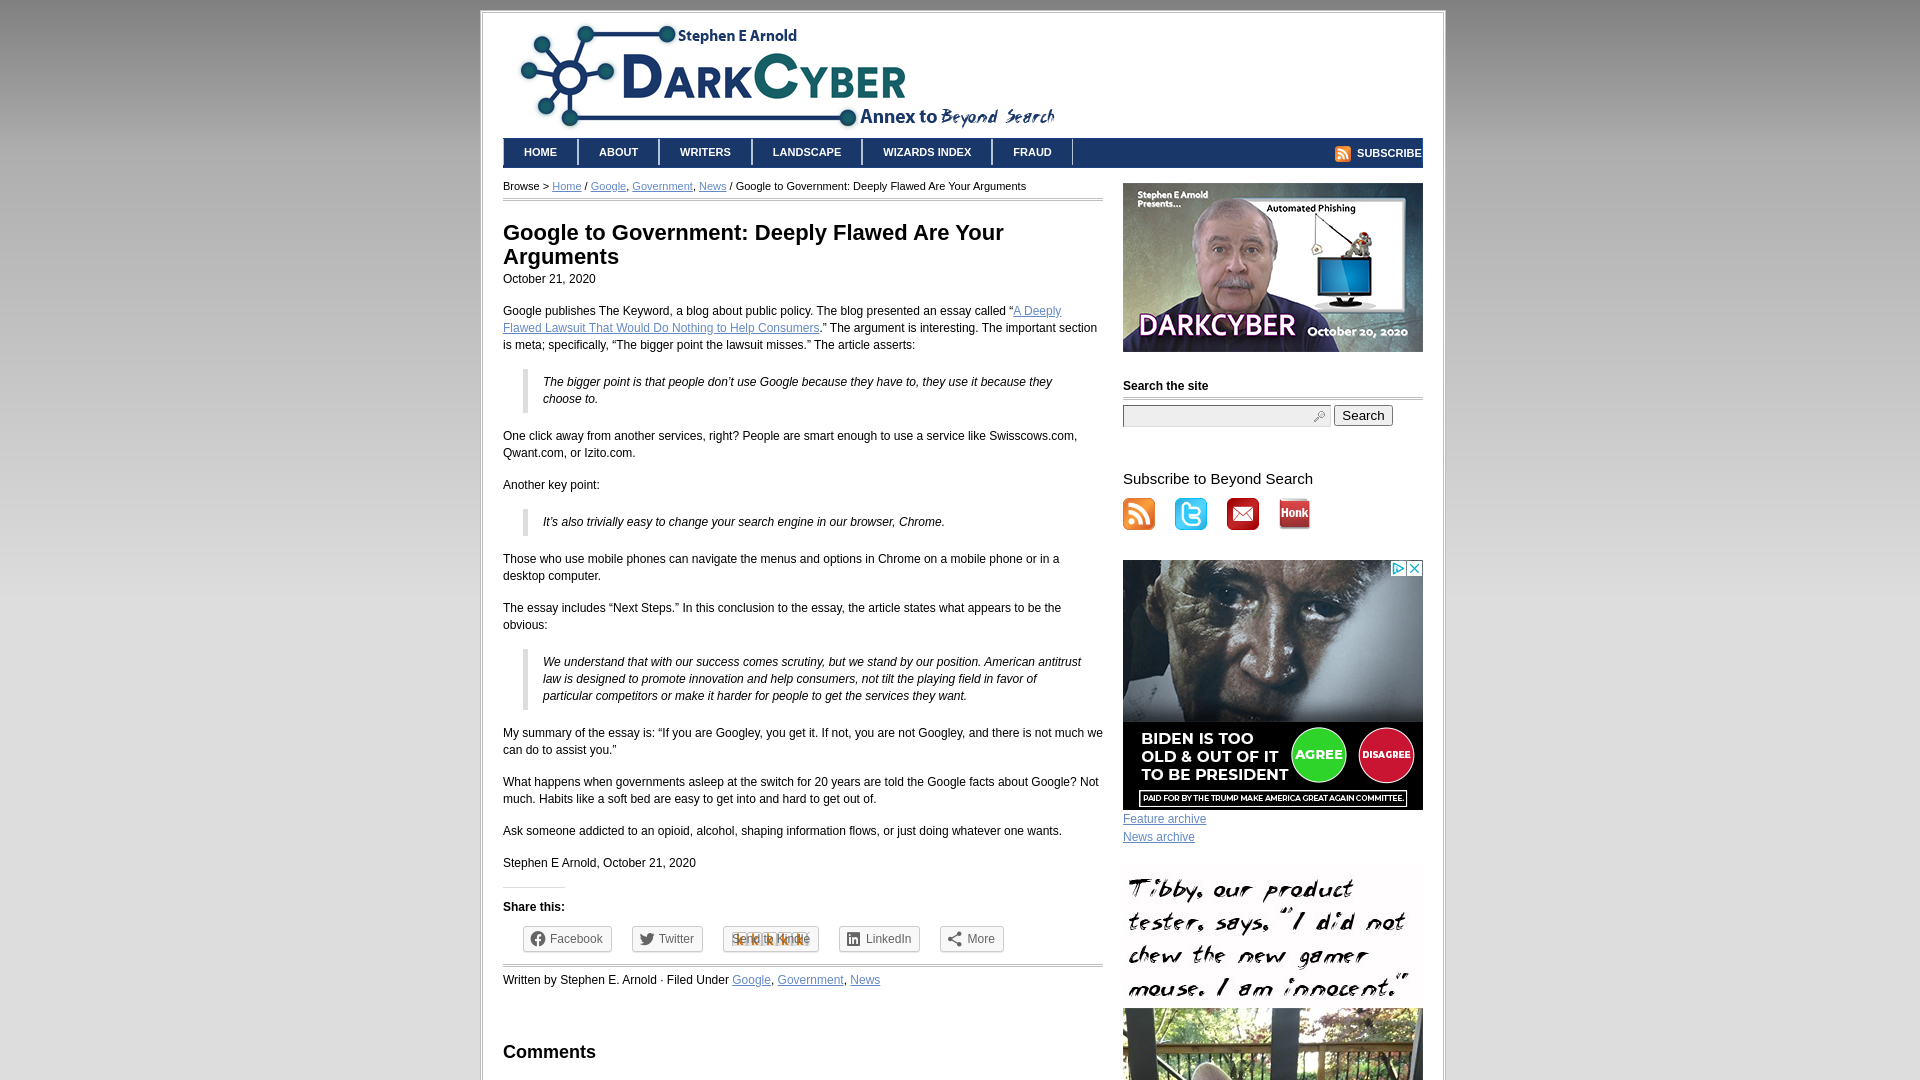 Stephen E Arnold
DARKCYBER
Annex to Beyond Search
HOME
ABOUT
WRITERS
LANDSCAPE
WIZARDS INDEX
FRAUD
SUBSCRIBE
Browse > Home / Google, Government, News / Google to Government: Deeply Flawed Are Your Arguments
Google to Government: Deeply Flawed Are Your
Arguments
October 21, 2020
Google publishes The Keyword, a blog about public policy. The blog presented an essay called “A Deeply
Flawed Lawsuit That Would Do Nothing to Help Consumers.” The argument is interesting. The important section
is meta; specifically, “The bigger point the lawsuit misses.” The article asserts:
The bigger point is that people don’t use Google because they have to, they use it because they
choose to.
One click away from another services, right? People are smart enough to use a service like Swisscows.com,
Qwant.com, or Izito.com.
Another key point:
It’s also trivially easy to change your search engine in our browser, Chrome.
Those who use mobile phones can navigate the menus and options in Chrome on a mobile phone or in a
desktop computer.
The essay includes “Next Steps.” In this conclusion to the essay, the article states what appears to be the
obvious:
We understand that with our success comes scrutiny, but we stand by our position. American antitrust
law is designed to promote innovation and help consumers, not tilt the playing field in favor of
particular competitors or make it harder for people to get the services they want.
My summary of the essay is: “If you are Googley, you get it. If not, you are not Googley, and there is not much we
can do to assist you.”
What happens when governments asleep at the switch for 20 years are told the Google facts about Google? Not
much. Habits like a soft bed are easy to get into and hard to get out of.
Ask someone addicted to an opioid, alcohol, shaping information flows, or just doing whatever one wants.
Stephen E Arnold, October 21, 2020
Share this:
Facebook
Twitter
Send to Kindle
LinkedIn
More
Written by Stephen E. Arnold · Filed Under Google, Government, News
Comments
Stephen E Arnold
Presents...
Automated Phishing
DARKCYBER
October 20, 2020
Search the site
Search
Subscribe to Beyond Search
Honk
BIDEN IS TOO
OLD & OUT OF IT
TO BE PRESIDENT
AGREE
DISAGREE
PAID FOR BY THE TRUMP MAKE AMERICA GREAT AGAIN COMMITTEE.
Feature archive
News archive
Tibby, our product
tester, says, "I did not
chew the new gamer
mouse. I am innocent."